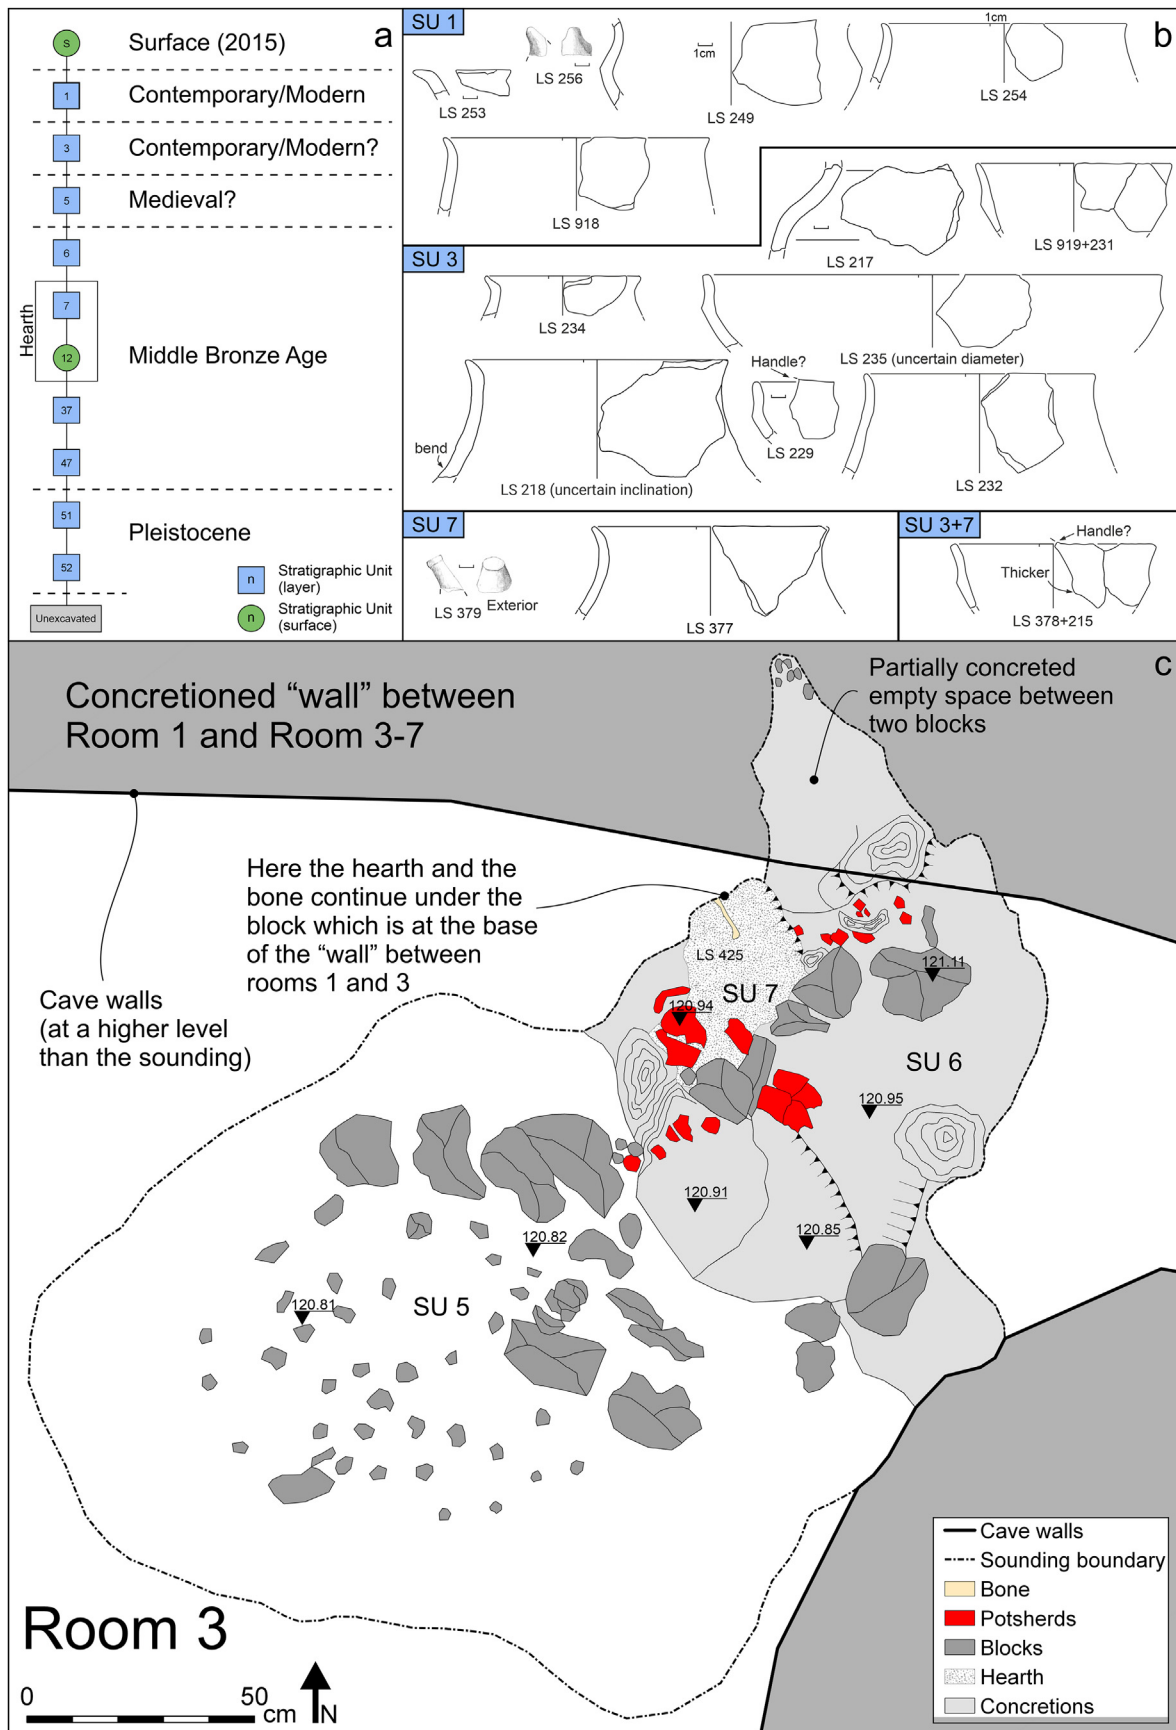 a
S
Surface (2015)
1
Contemporary/Modern
3
Contemporary/Modern?
5
Medieval?
6
Hearth
7
12
Middle Bronze Age
37
47
51
Pleistocene
52
Unexcavated
n
Stratigraphic Unit
(layer)
n
Stratigraphic Unit
(surface)
b
SU 1
LS 253
LS 256
1cm
LS 249
1cm
LS 254
LS 918
LS 217
LS 919+231
SU 3
LS 234
LS 235 (uncertain diameter)
bend
LS 218 (uncertain inclination)
Handle?
LS 229
LS 232
SU 7
LS 379
Exterior
LS 377
SU 3+7
Handle?
Thicker
LS 378+215
c
Concretioned “wall” between
Room 1 and Room 3-7
Partially concreted
empty space between
two blocks
Here the hearth and the
bone continue under the
block which is at the base
of the “wall” between
rooms 1 and 3
Cave walls
(at a higher level
than the sounding)
LS 425
SU 7
120.94
121.11
SU 6
120.95
120.91
120.85
120.82
120.81
SU 5
Room 3
0
50
cm
N
Cave walls
Sounding boundary
Bone
Potsherds
Blocks
Hearth
Concretions